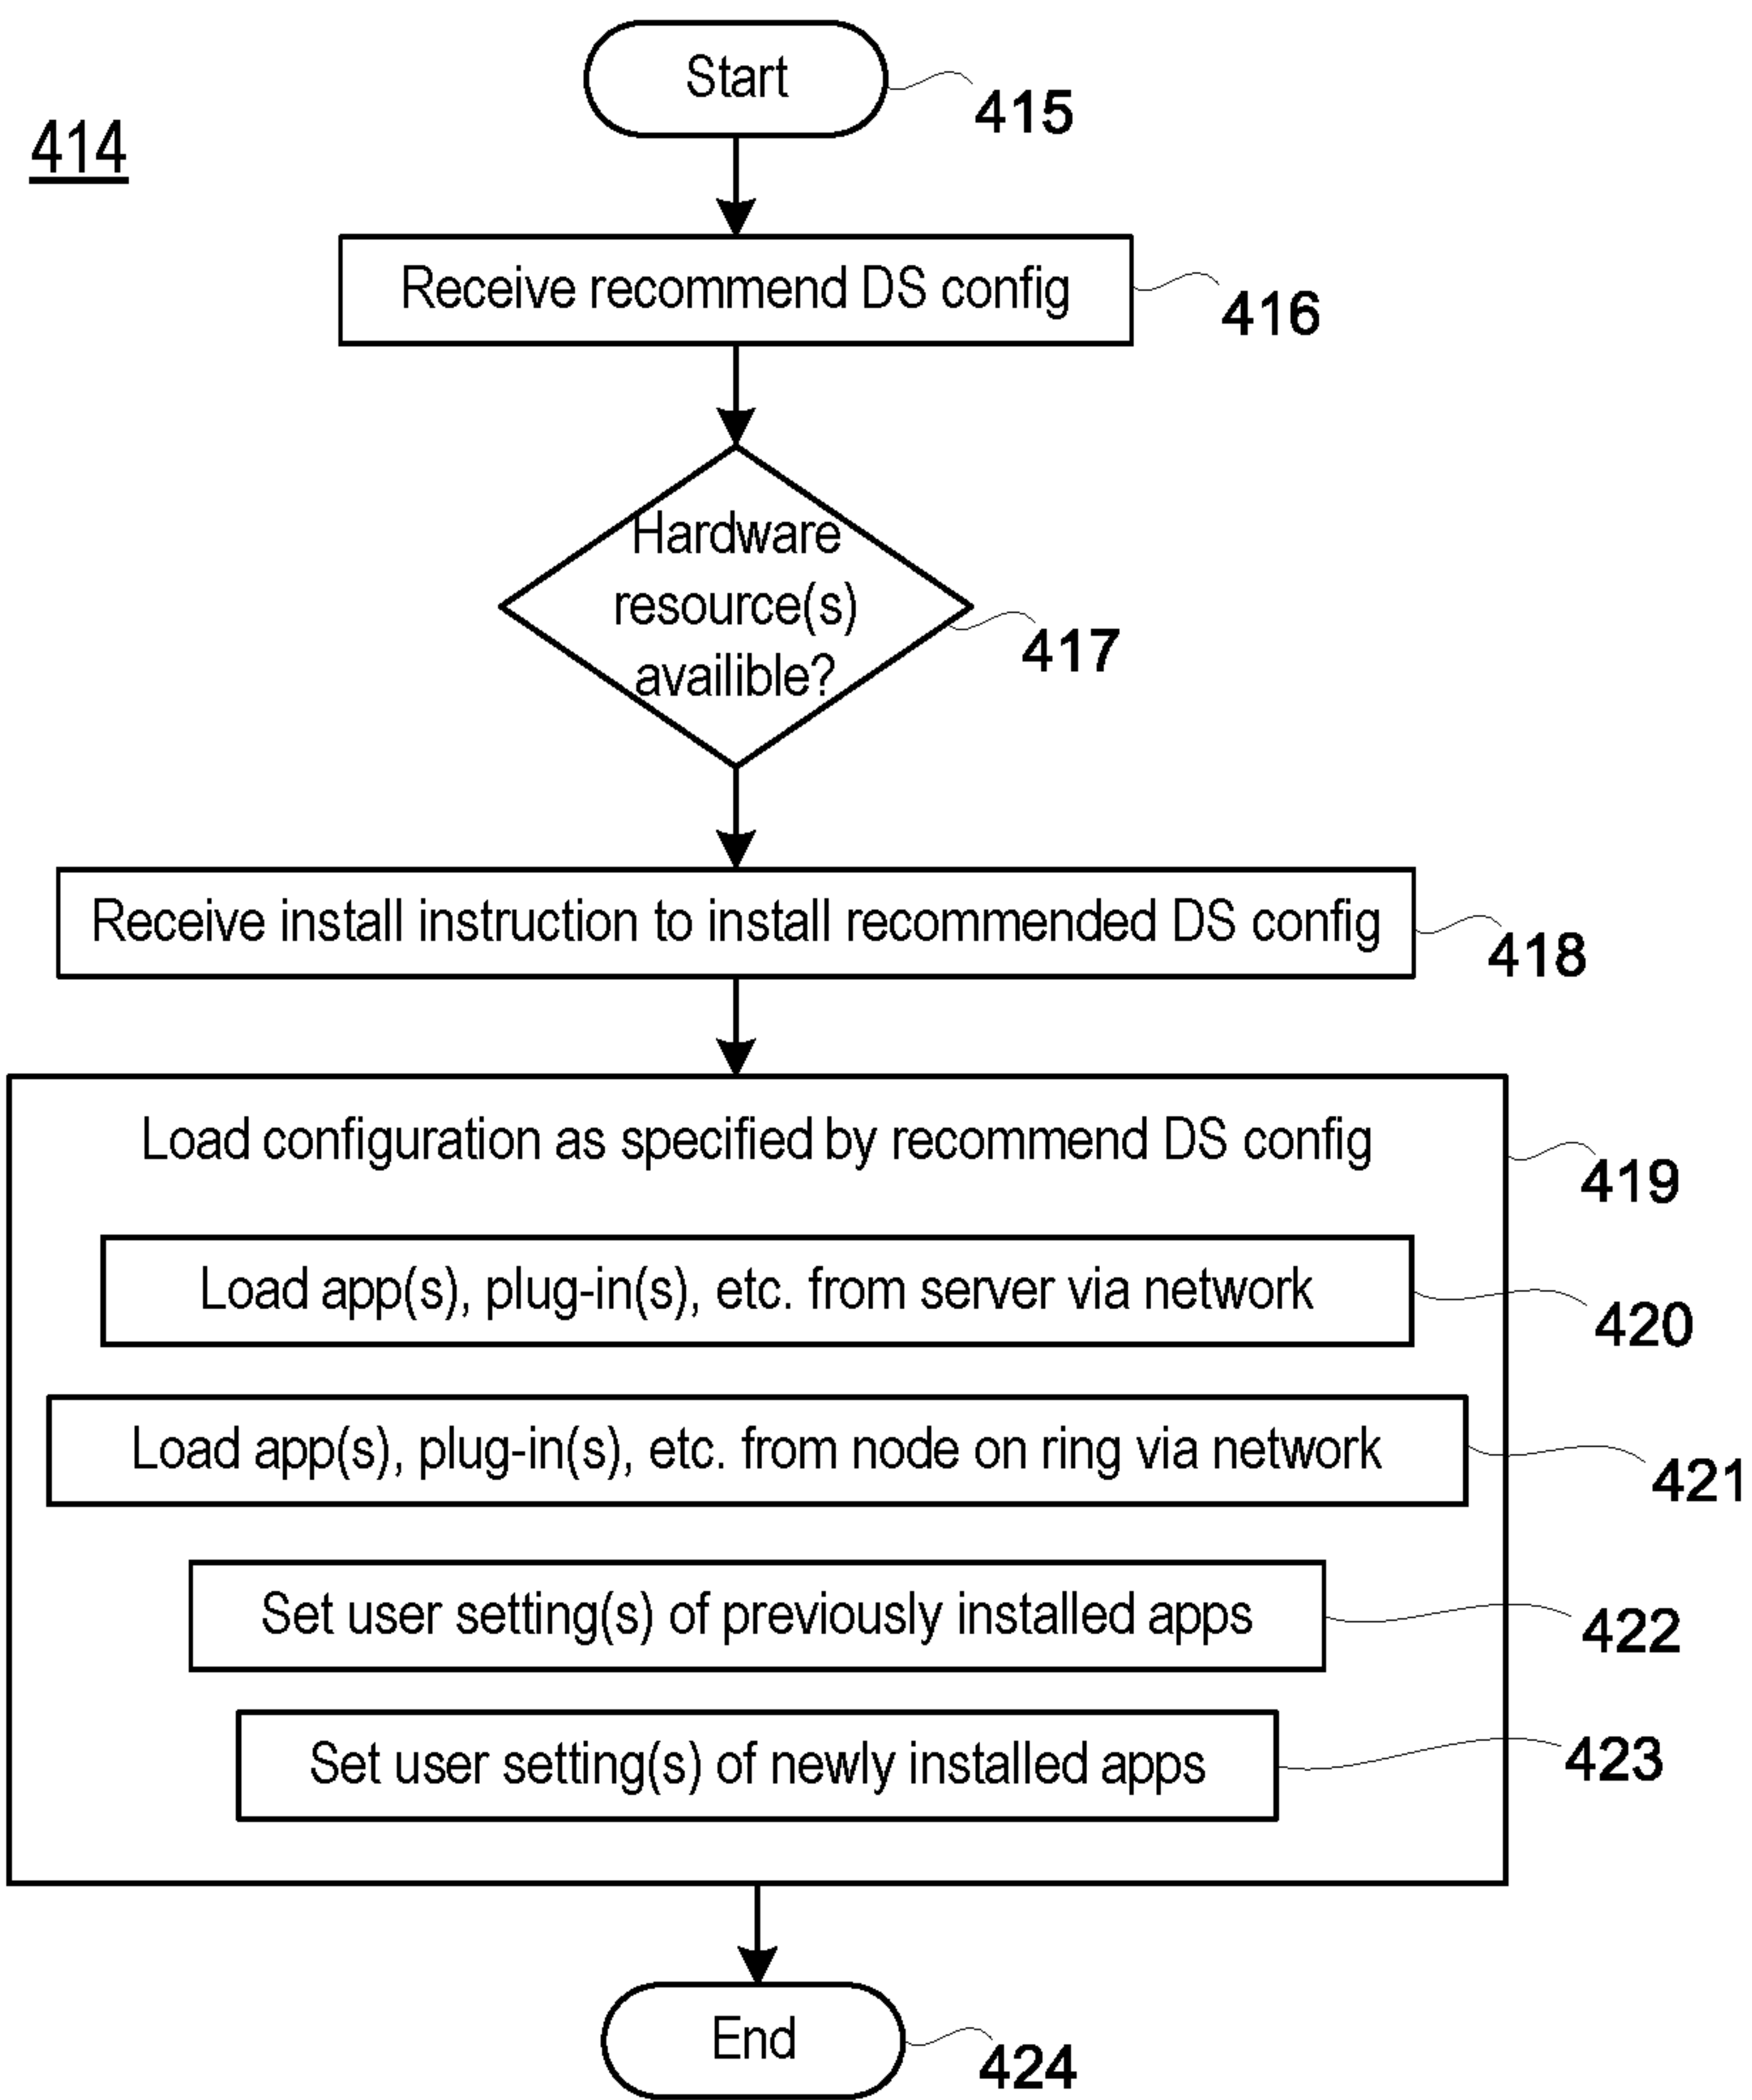 Start
415
414
Receive recommend DS config
416
Hardware
resource(s)
availible?
417
Receive install instruction to install recommended DS config
418
Load configuration as specified by recommend DS config
419
Load app(s), plug-in(s), etc. from server via network
420
Load app(s), plug-in(s), etc. from node on ring via network
421
Set user setting(s) of previously installed apps
422
Set user setting(s) of newly installed apps
423
End
424